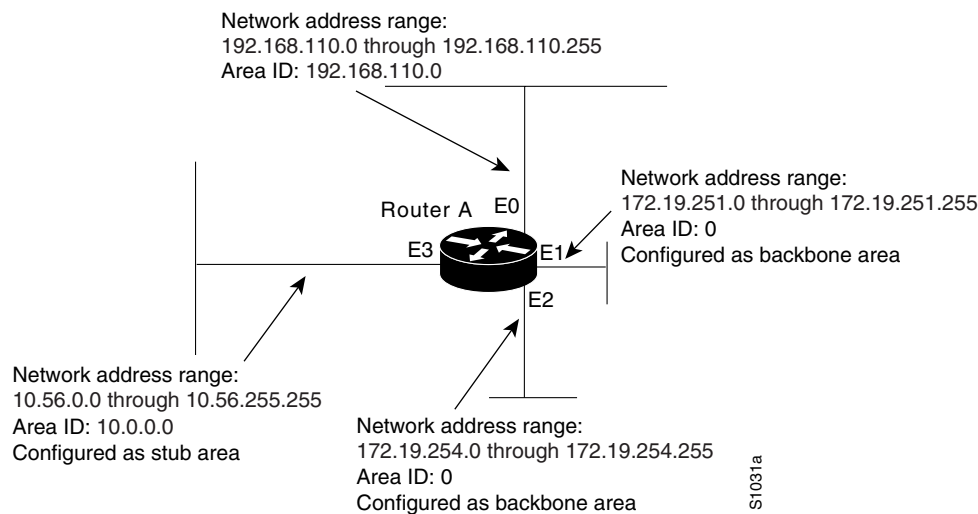 Network address range:
192.168.110.0 through 192.168.110.255
Area ID: 192.168.110.0
Network address range:
172.19.251.0 through 172.19.251.255
Area ID: 0
Configured as backbone area
Router A
E0
E3
E1
E2
Network address range:
10.56.0.0 through 10.56.255.255
Area ID: 10.0.0.0
Configured as stub area
Network address range:
172.19.254.0 through 172.19.254.255
Area ID: 0
Configured as backbone area
S1031a